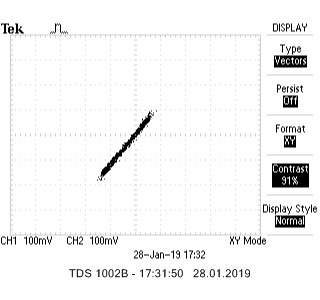 Tek
DISPLAY
Type
Vectors
Persist
Off
Format
XY
Contrast
91%
Display Style
Normal
CH1 100mV CH2 100mV XY Mode
28-Jan-19 17:32
TDS 1002B - 17:31:50 28.01.2019